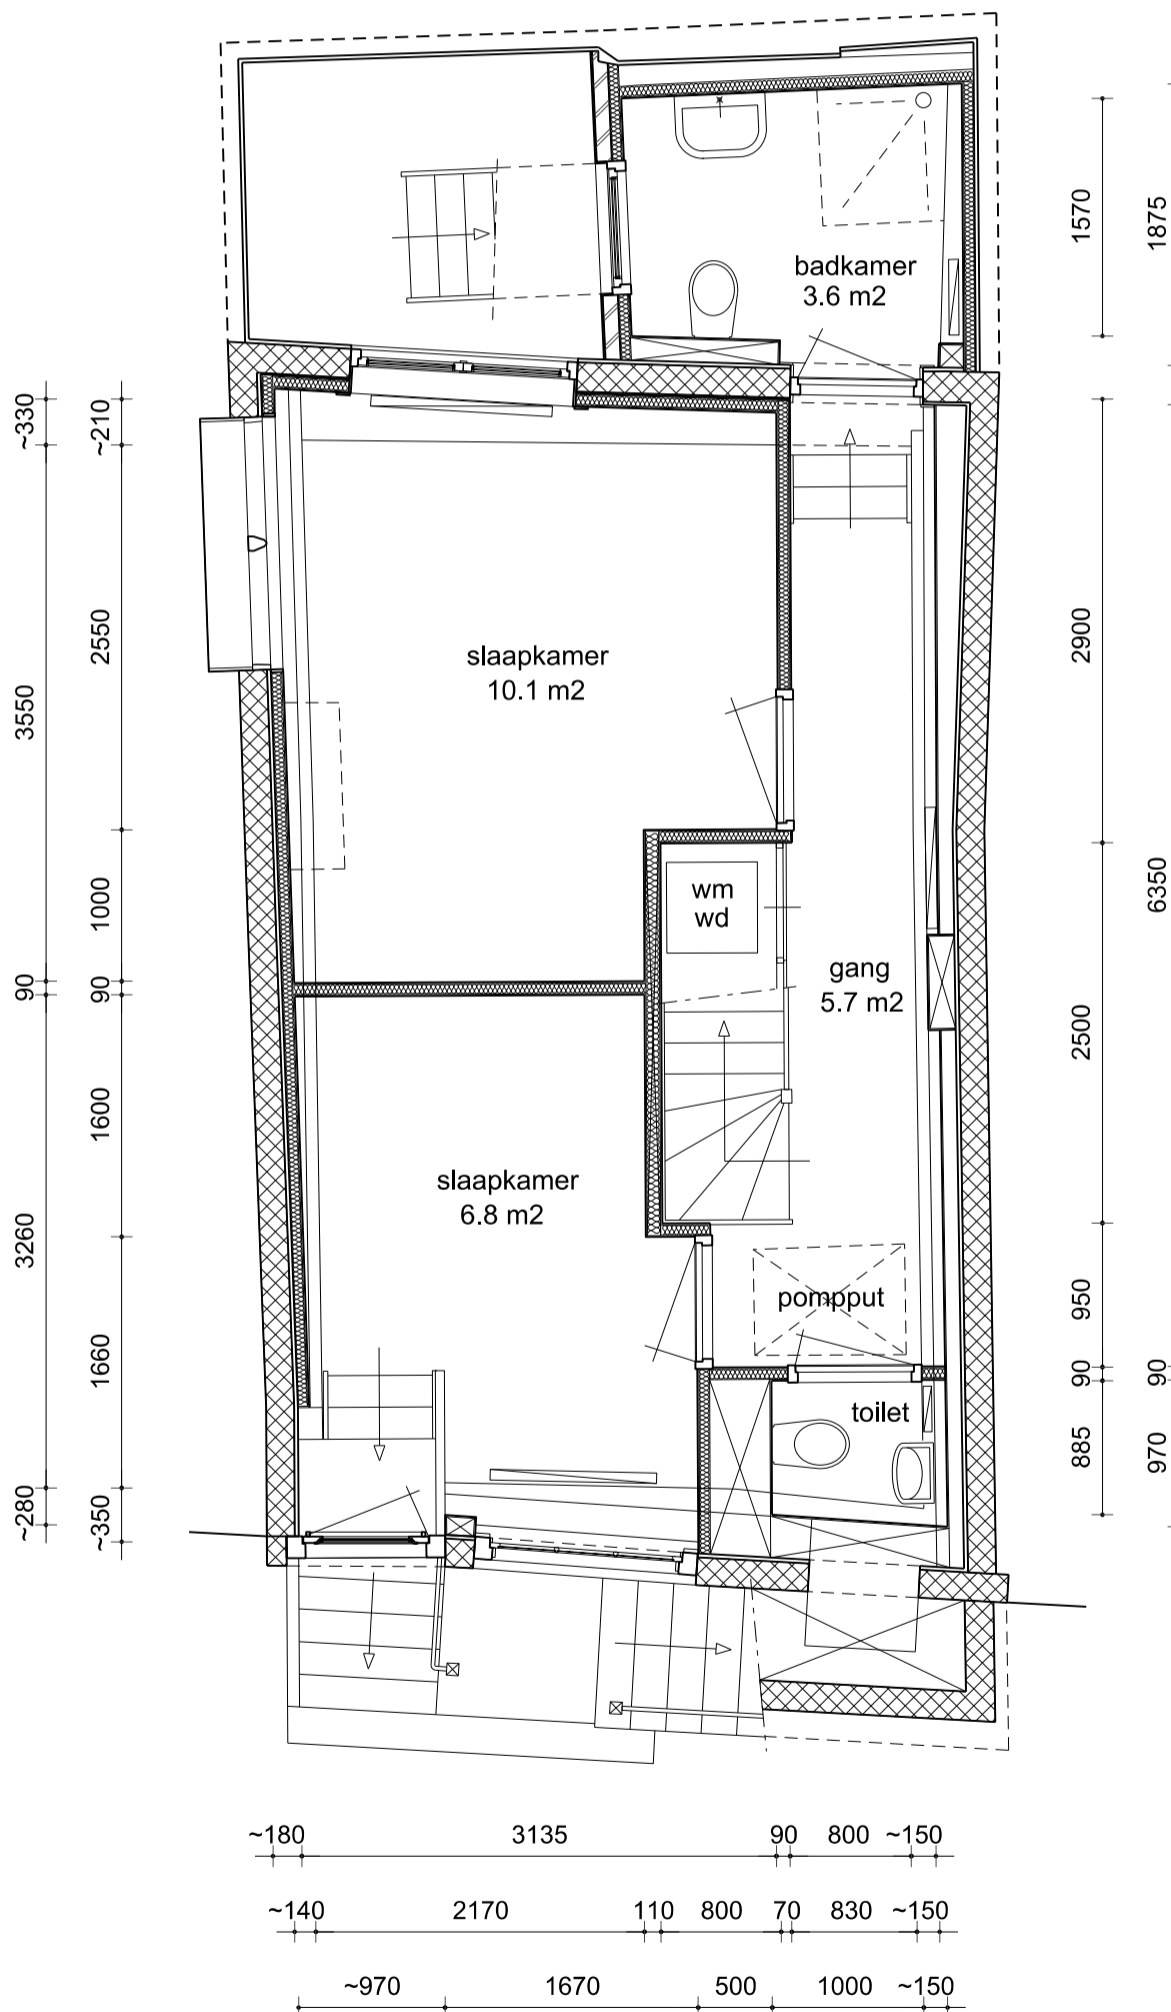 badkamer
3.6 m2
slaapkamer
10.1 m2
wm
wd
gang
5.7 m2
slaapkamer
6.8 m2
pompput
toilet
~330
3550
90
3260
~280
~210
2550
1000
90
1600
1660
~350
1570
2900
2500
950
90
885
1875
6350
90
970
~180 3135 90 800 ~150
~140 2170 110 800 70 830 ~150
~970 1670 500 1000 ~150